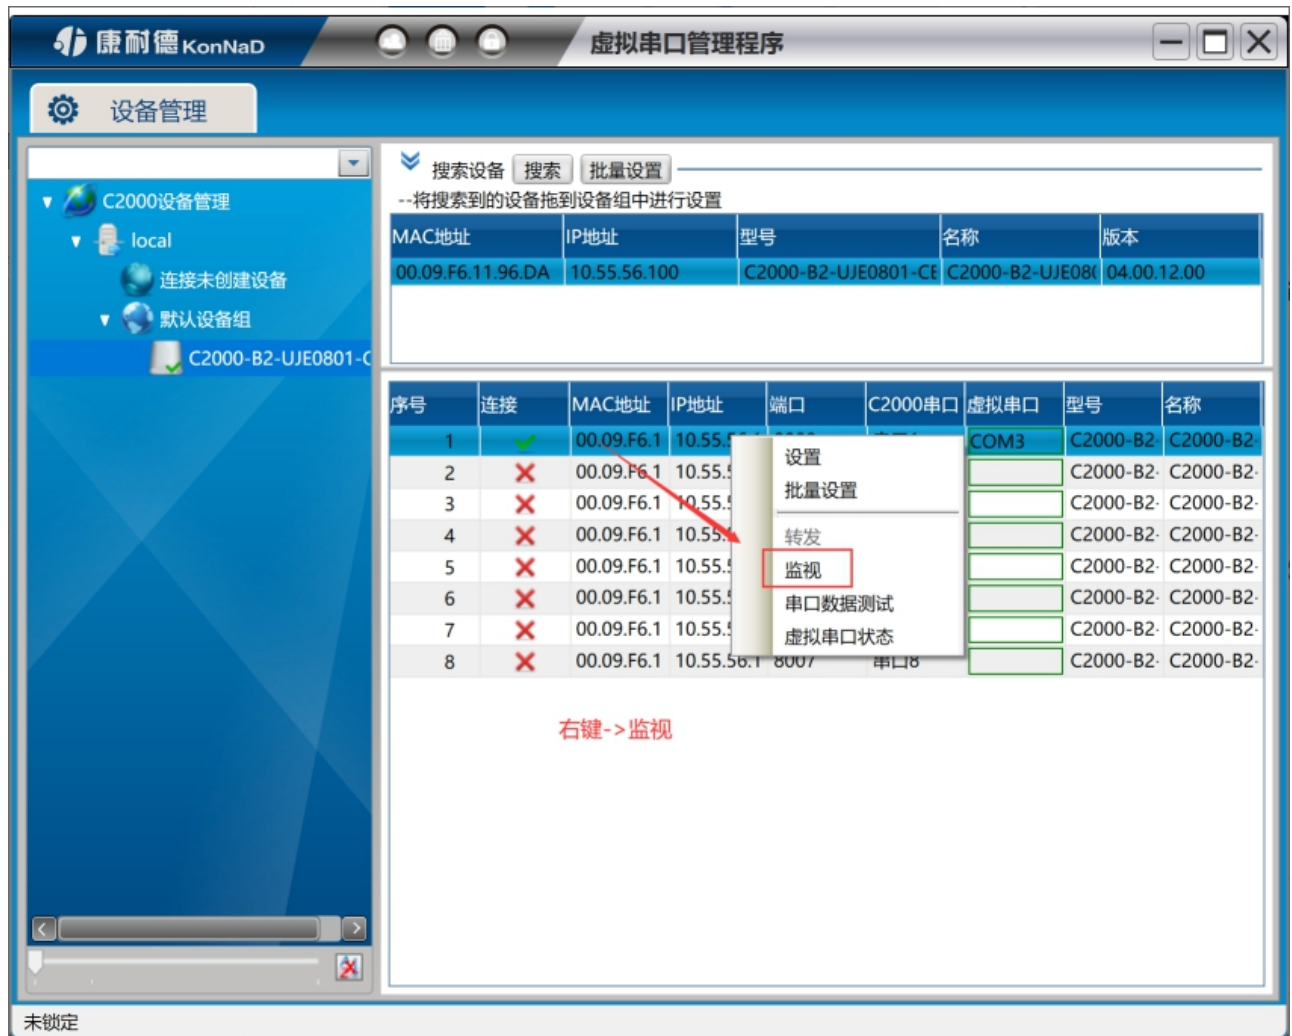 康耐德 KonNaD
虚拟串口管理程序
设备管理
C2000设备管理
local
连接未创建设备
默认设备组
C2000-B2-UJE0801-C
搜索设备 搜索 批量设置
--将搜索到的设备拖到设备组中进行设置
MAC地址 IP地址 型号 名称 版本
00.09.F6.11.96.DA 10.55.56.100 C2000-B2-UJE0801-CE C2000-B2-UJE080 04.00.12.00
序号 连接 MAC地址 IP地址 端口 C2000串口 虚拟串口 型号 名称
1 00.09.F6.1 10.55. COM3 C2000-B2- C2000-B2-
2 00.09.F6.1 10.55. C2000-B2- C2000-B2-
3 00.09.F6.1 10.55. C2000-B2- C2000-B2-
4 00.09.F6.1 10.55. C2000-B2- C2000-B2-
5 00.09.F6.1 10.55. C2000-B2- C2000-B2-
6 00.09.F6.1 10.55. C2000-B2- C2000-B2-
7 00.09.F6.1 10.55. C2000-B2- C2000-B2-
8 00.09.F6.1 10.55.56.1 8007 串口8 C2000-B2- C2000-B2-
设置
批量设置
转发
监视
串口数据测试
虚拟串口状态
右键->监视
未锁定